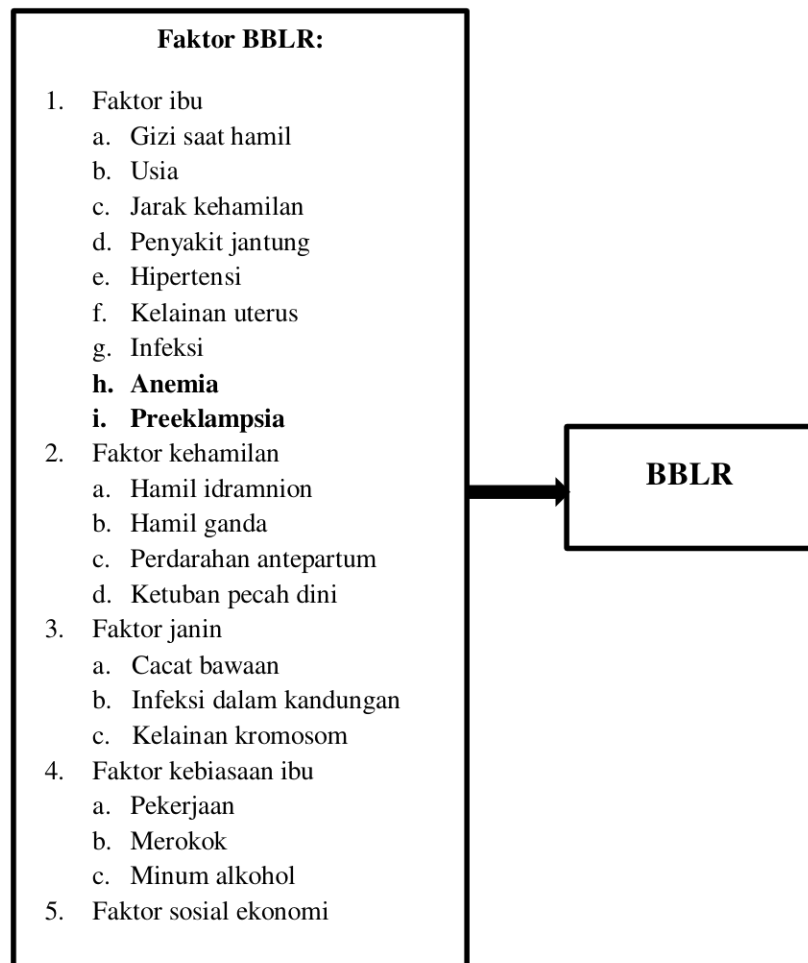 Faktor BBLR:
1. Faktor ibu
a. Gizi saat hamil
b. Usia
c. Jarak kehamilan
d. Penyakit jantung
e. Hipertensi
f. Kelainan uterus
g. Infeksi
h. Anemia
i. Preeklampsia
2. Faktor kehamilan
a. Hamil idramnion
b. Hamil ganda
c. Perdarahan antepartum
d. Ketuban pecah dini
3. Faktor janin
a. Cacat bawaan
b. Infeksi dalam kandungan
c. Kelainan kromosom
4. Faktor kebiasaan ibu
a. Pekerjaan
b. Merokok
c. Minum alkohol
5. Faktor sosial ekonomi
BBLR